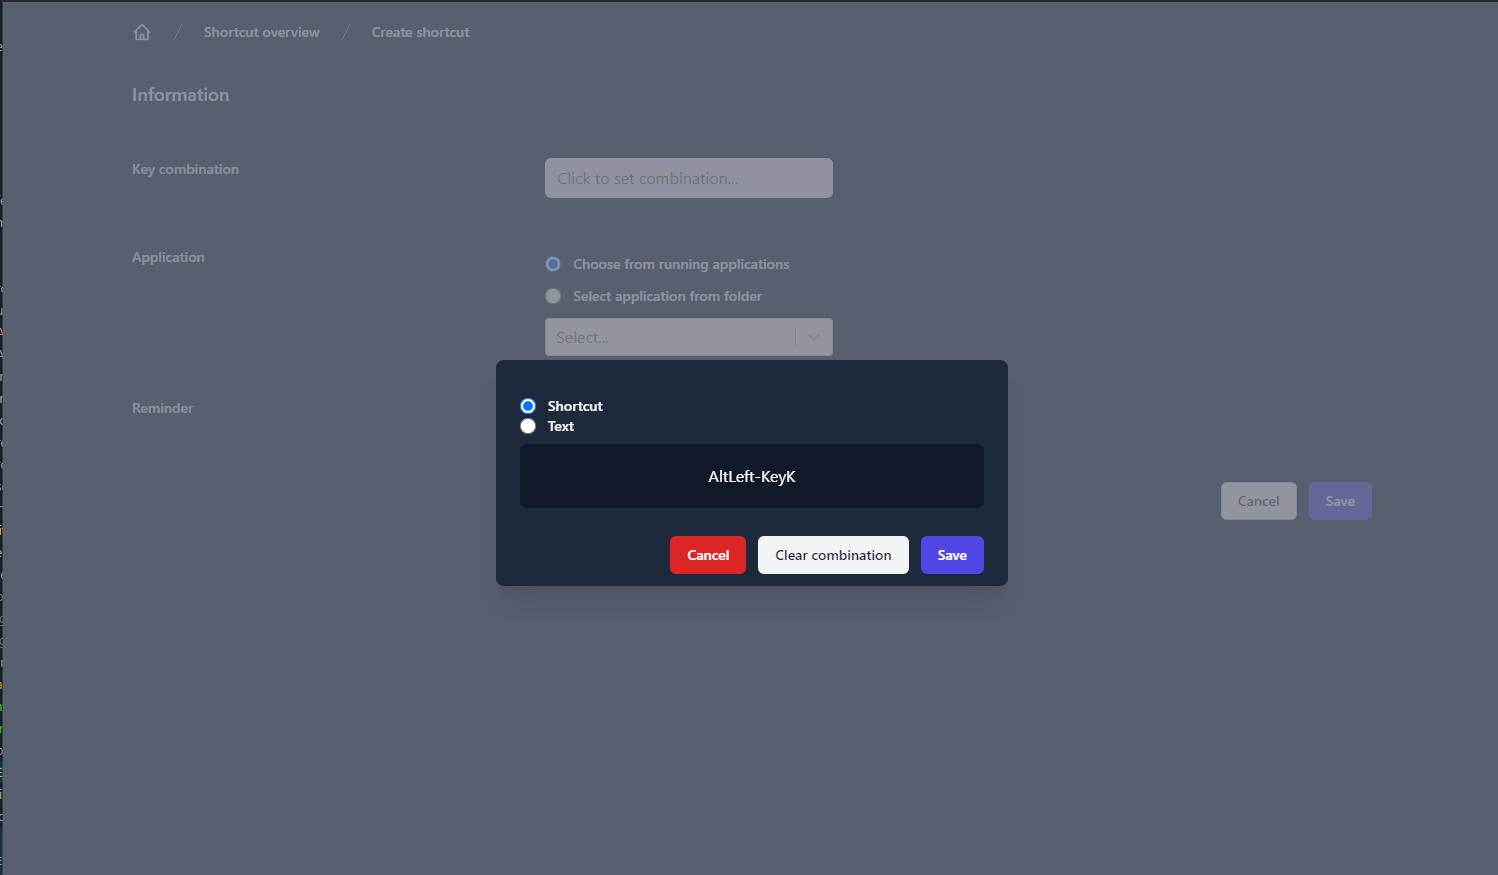 Shortcut overview / Create shortcut
Information
Key combination
Click to set combination...
Application
Choose from running applications
Select application from folder
Select...
Reminder
Shortcut
Text
AltLeft-KeyK
Cancel Clear combination Save
Cancel Save